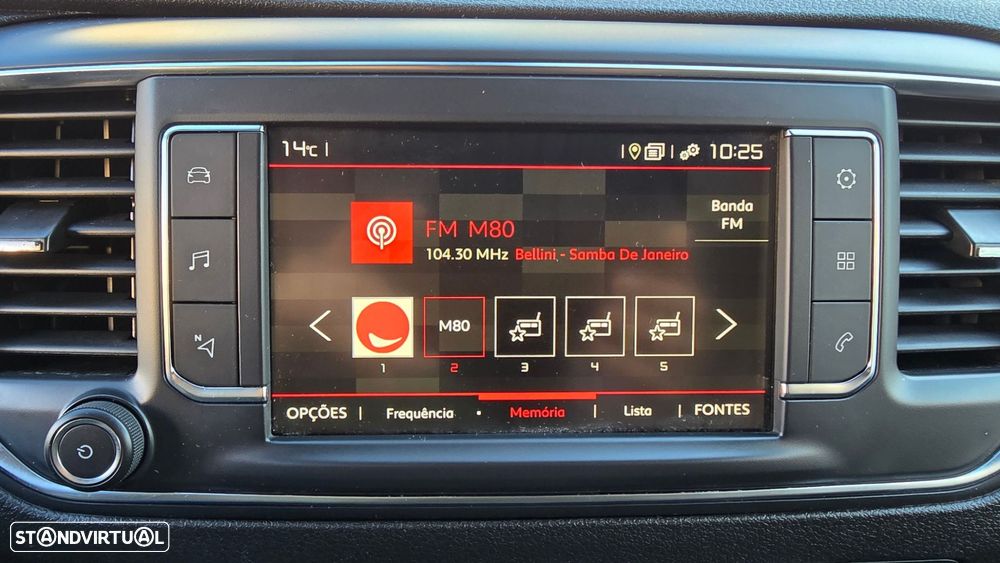 14°C 10:25
Banda
FM
FM M80
104.30 MHz Bellini - Samba De Janeiro
M80
1 2 3 4 5
OPÇÕES Frequência Memória Lista FONTES
N
STANDVIRTUAL